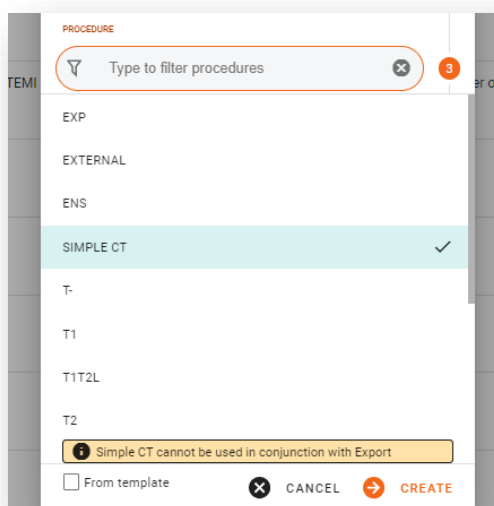 PROCEDURE
Type to filter procedures
3
TEMI
er o
EXP
EXTERNAL
ENS
SIMPLE CT
T-
T1
T1T2L
T2
Simple CT cannot be used in conjunction with Export
From template
CANCEL
CREATE